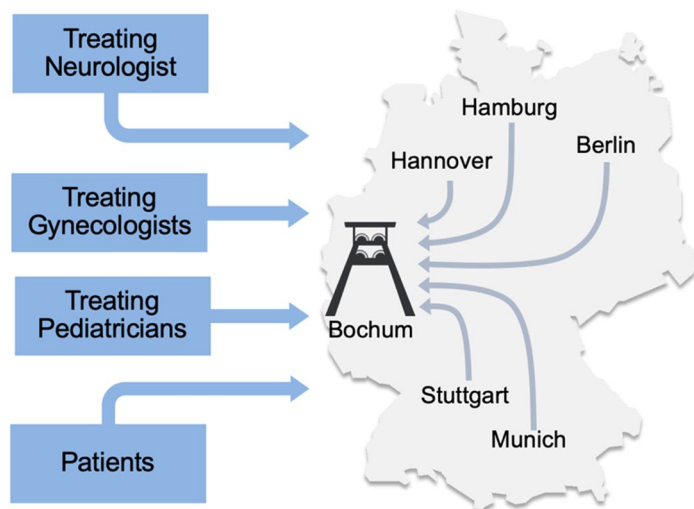 Treating
Neurologist
Treating
Gynecologists
Treating
Pediatricians
Patients
Hamburg
Berlin
Hannover
Bochum
Stuttgart
Munich